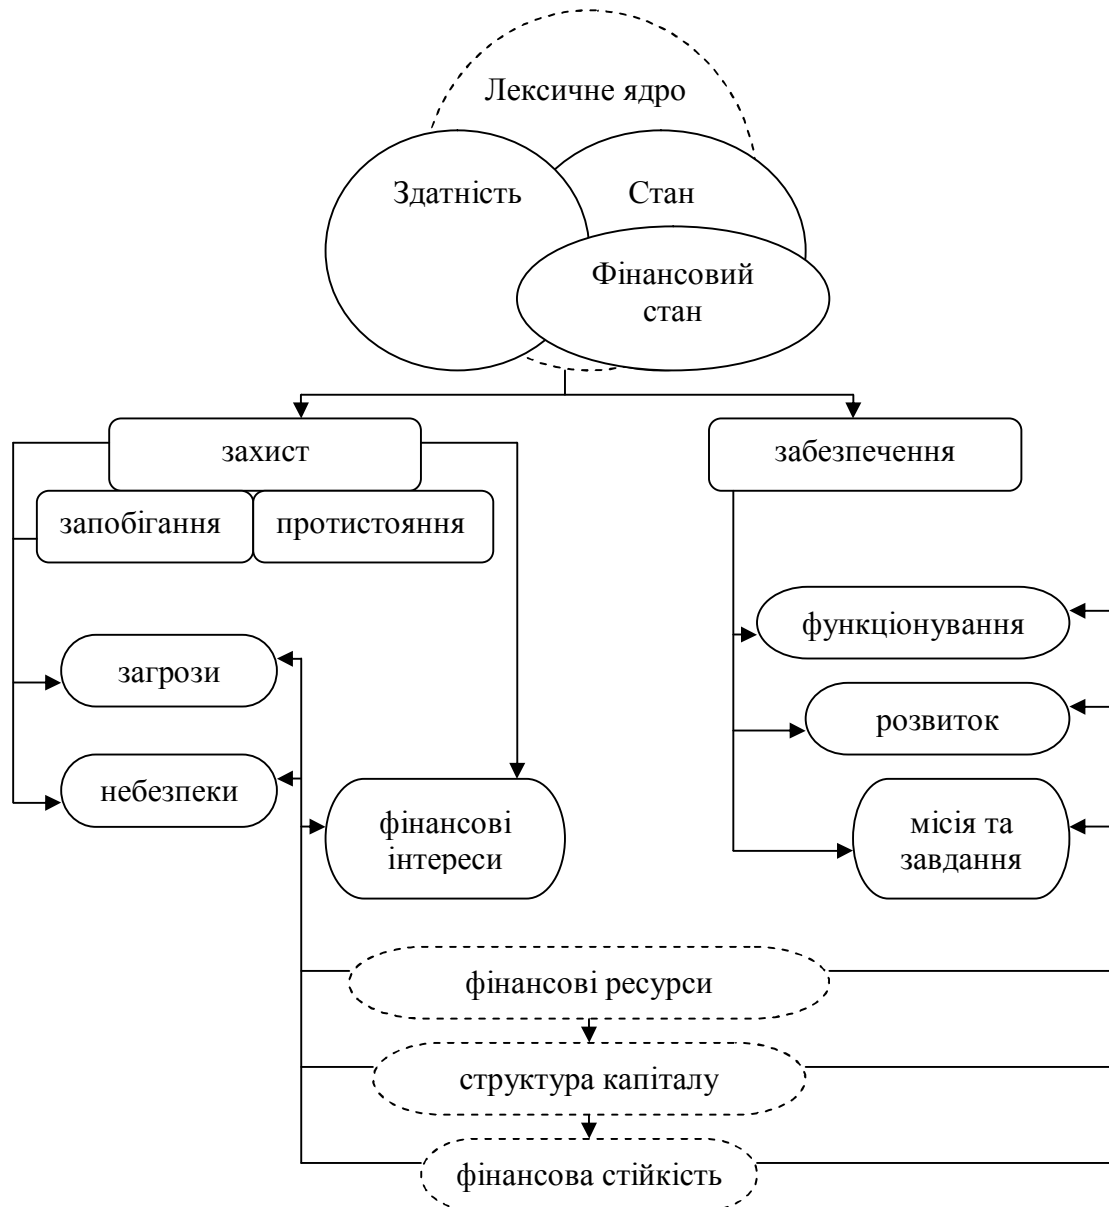 Лексичне ядро
Здатність
Стан
Фінансовий
стан
захист
забезпечення
запобігання
протистояння
функціонування
загрози
розвиток
небезпеки
фінансові
інтереси
місія та
завдання
фінансові ресурси
структура капіталу
фінансова стійкість